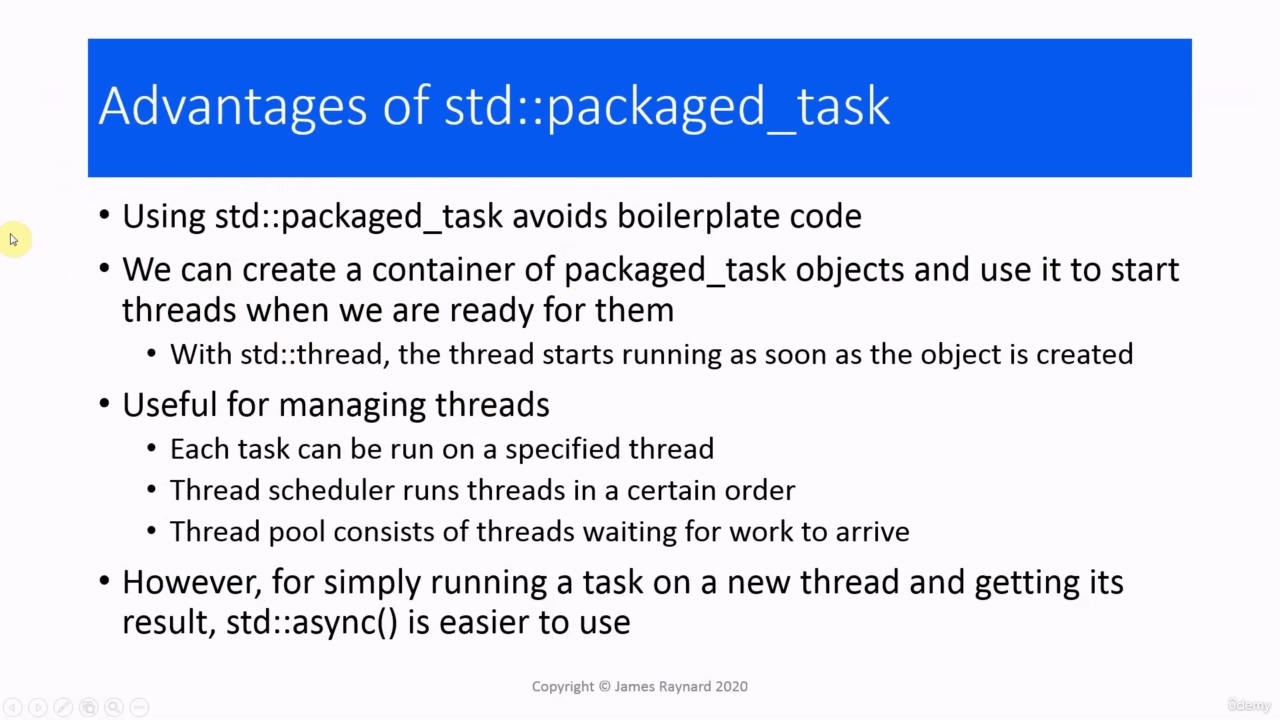 Advantages of std::packaged_task
• Using std::packaged_task avoids boilerplate code
• We can create a container of packaged_task objects and use it to start
threads when we are ready for them
• With std::thread, the thread starts running as soon as the object is created
• Useful for managing threads
• Each task can be run on a specified thread
• Thread scheduler runs threads in a certain order
• Thread pool consists of threads waiting for work to arrive
• However, for simply running a task on a new thread and getting its
result, std::async() is easier to use
Copyright © James Raynard 2020
ûdemy